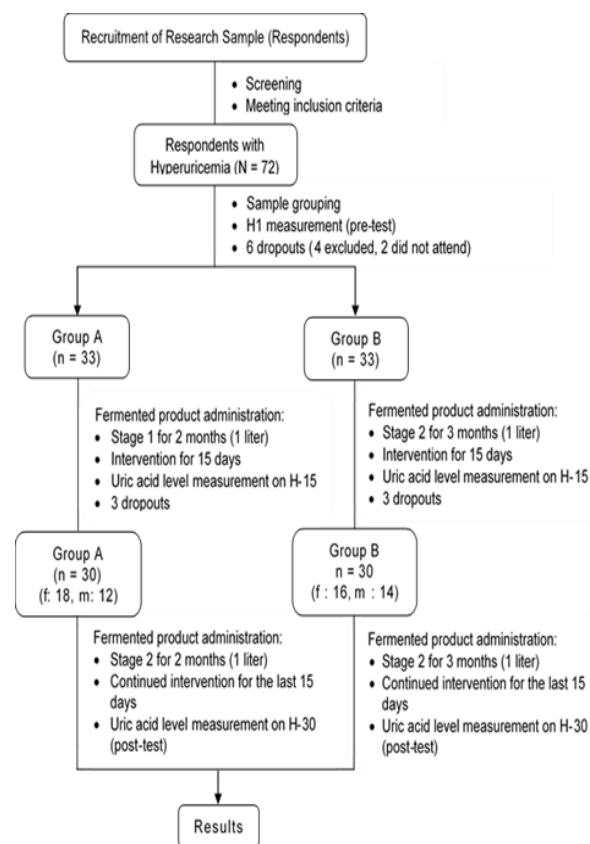 Recruitment of Research Sample (Respondents)
• Screening
• Meeting inclusion criteria
Respondents with
Hyperuricemia (N = 72)
• Sample grouping
• H1 measurement (pre-test)
• 6 dropouts ( 4 excluded, 2 did not attend)
Group A
(n = 33)
Group B
(n = 33)
Fermented product administration:
• Stage 1 for 2 months (1 liter)
• Intervention for 15 days
• Uric acid level measurement on H-15
• 3 dropouts
Fermented product administration:
• Stage 2 for 3 months (1 liter)
• Intervention for 15 days
• Uric acid level measurement on H-15
• 3 dropouts
Group A
(n = 30)
(f: 18, m: 12)
Group B
n = 30
(f : 16, m : 14)
Fermented product administration:
• Stage 2 for 2 months (1 liter)
• Continued intervention for the last 15
days
• Uric acid level measurement on H-30
(post-test)
Fermented product administration:
• Stage 2 for 3 months (1 liter)
• Continued intervention for the last 15
days
• Uric acid level measurement on H-30
(post-test)
Results